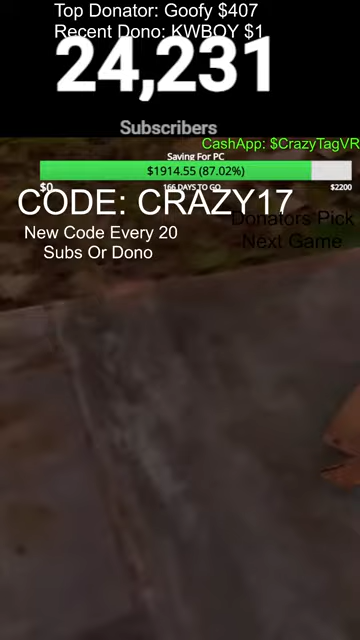 Top Donator: Goofy $407
Recent Dono: KWBOY $1
24,231
Subscribers
CashApp: $CrazyTagVR
Saving For PC
$1914.55 (87.02%)
$0
166 DAYS TO GO
$2200
CODE: CRAZY17
Donators Pick
Next Game
New Code Every 20
Subs Or Dono